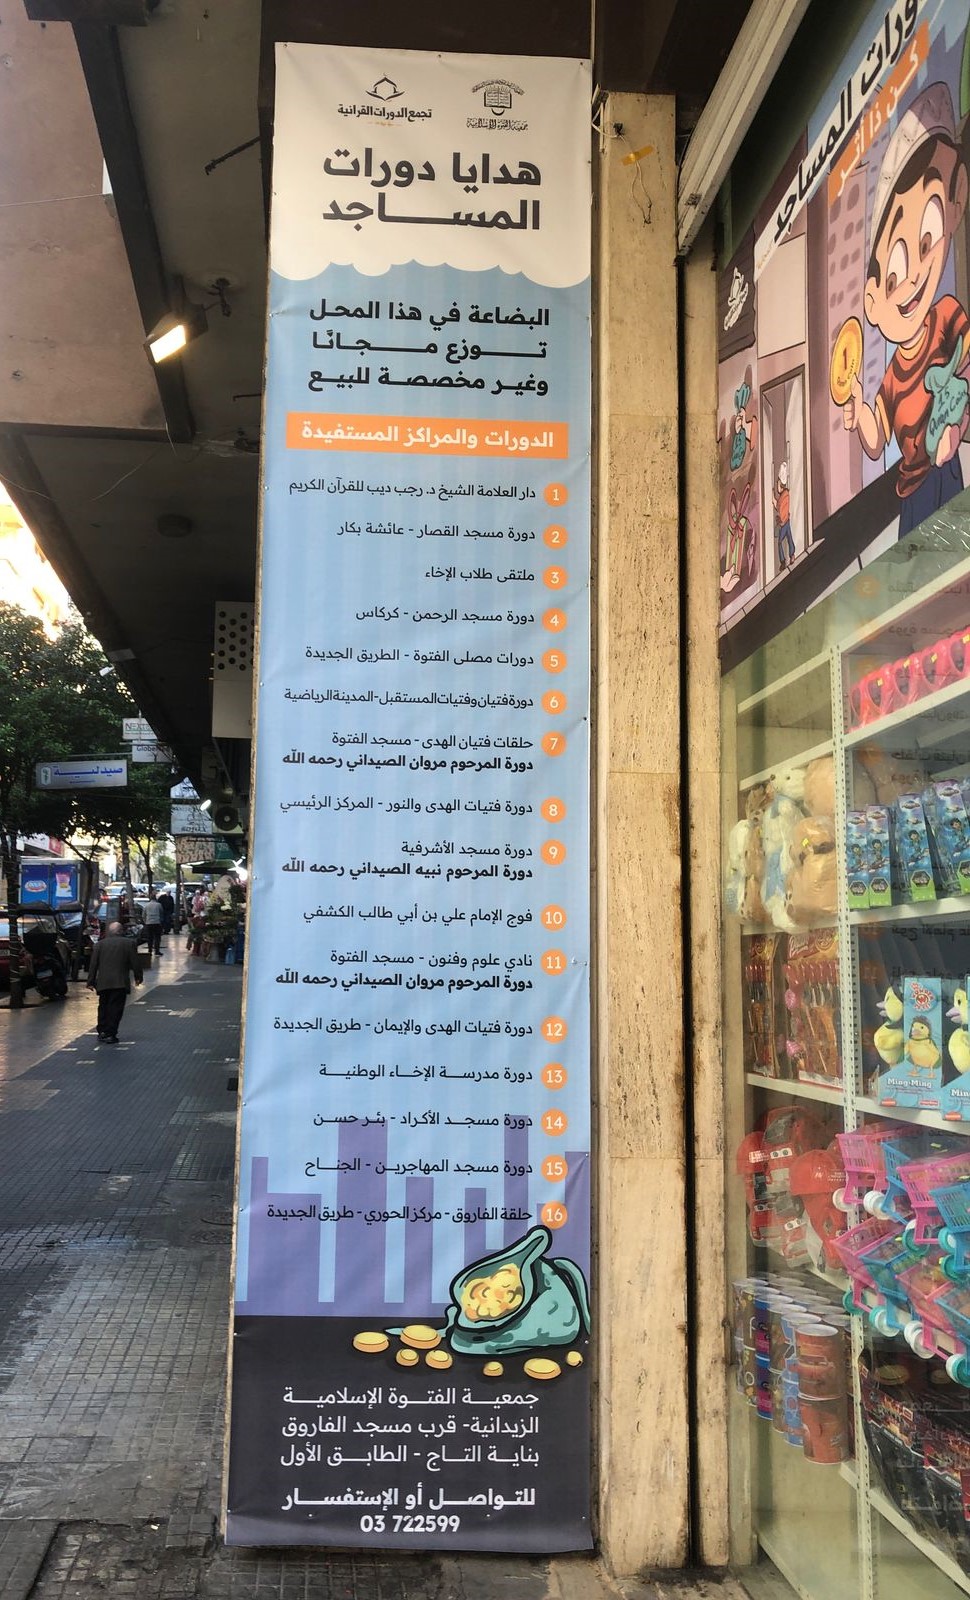 تجمع الدورات القرآنية
هدايا دورات
المساجد
البضاعة في هذا المحل
توزع مجانًا
وغير مخصصة للبيع
الدورات والمراكز المستفيدة
1 دار العلامة الشيخ د. رجب ديب للقرآن الكريم
2 دورة مسجد القصار - عائشة بكار
3 ملتقى طلاب الإخاء
4 دورة مسجد الرحمن - كركاس
5 دورات مصلى الفتوة - الطريق الجديدة
6 دورة فتيان وفتيات المستقبل - المدينة الرياضية
7 حلقات فتيان الهدى - مسجد الفتوة
دورة المرحوم مروان الصيداني رحمه الله
8 دورة فتيات الهدى والنور - المركز الرئيسي
9 دورة مسجد الأشرفية
دورة المرحوم نبيه الصيداني رحمه الله
10 فوج الإمام علي بن أبي طالب الكشفي
11 نادي علوم وفنون - مسجد الفتوة
دورة المرحوم مروان الصيداني رحمه الله
12 دورة فتيات الهدى والإيمان - طريق الجديدة
13 دورة مدرسة الإخاء الوطنية
14 دورة مسجد الأكراد - بئر حسن
15 دورة مسجد المهاجرين - الجناح
16 حلقة الفاروق - مركز الحوري - طريق الجديدة
جمعية الفتوة الإسلامية
الزيدانية- قرب مسجد الفاروق
بناية التاج - الطابق الأول
للتواصل أو الإستفسار
03 722599
دورات المساجد
كن ذا أثر
1
صيدلية
Ming-Ming